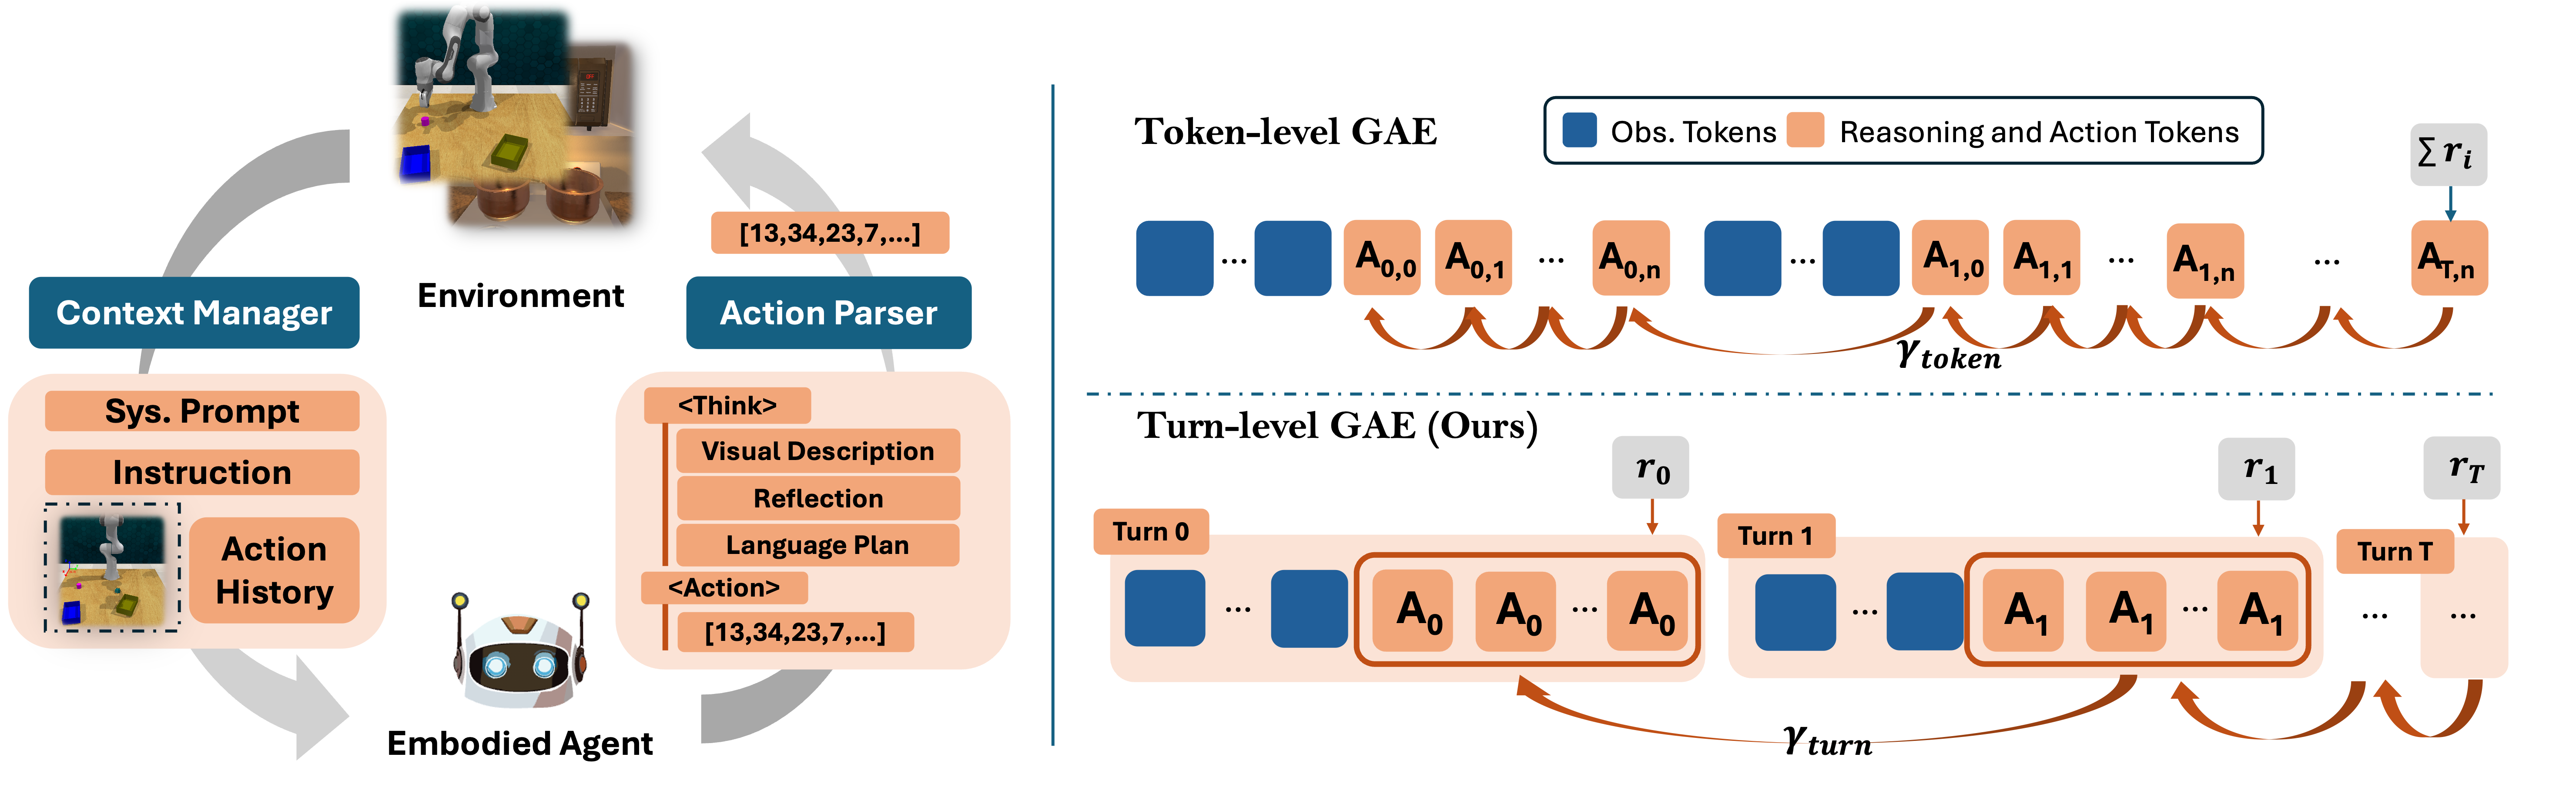 Environment
[13,34,23,7,...]
Context Manager
Action Parser
Sys. Prompt
Instruction
Action
History
<Think>
Visual Description
Reflection
Language Plan
<Action>
[13,34,23,7,...]
Embodied Agent
Token-level GAE
Obs. Tokens
Reasoning and Action Tokens
∑ r_i
... A_{0,0} A_{0,1} ... A_{0,n} ... A_{1,0} A_{1,1} ... A_{1,n} ... A_{T,n}
γ_{token}
Turn-level GAE (Ours)
r_0
r_1
r_T
Turn 0
Turn 1
Turn T
... A_0 A_0 ... A_0 ... A_1 A_1 ... A_1 ... ...
γ_{turn}